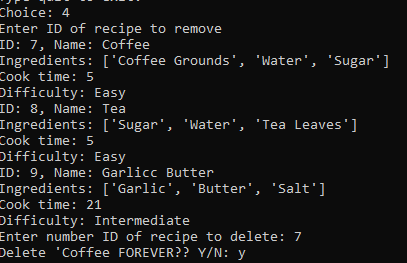 Choice: 4
Enter ID of recipe to remove
ID: 7, Name: Coffee
Ingredients: ['Coffee Grounds', 'Water', 'Sugar']
Cook time: 5
Difficulty: Easy
ID: 8, Name: Tea
Ingredients: ['Sugar', 'Water', 'Tea Leaves']
Cook time: 5
Difficulty: Easy
ID: 9, Name: Garlicc Butter
Ingredients: ['Garlic', 'Butter', 'Salt']
Cook time: 21
Difficulty: Intermediate
Enter number ID of recipe to delete: 7
Delete 'Coffee FOREVER?? Y/N: y